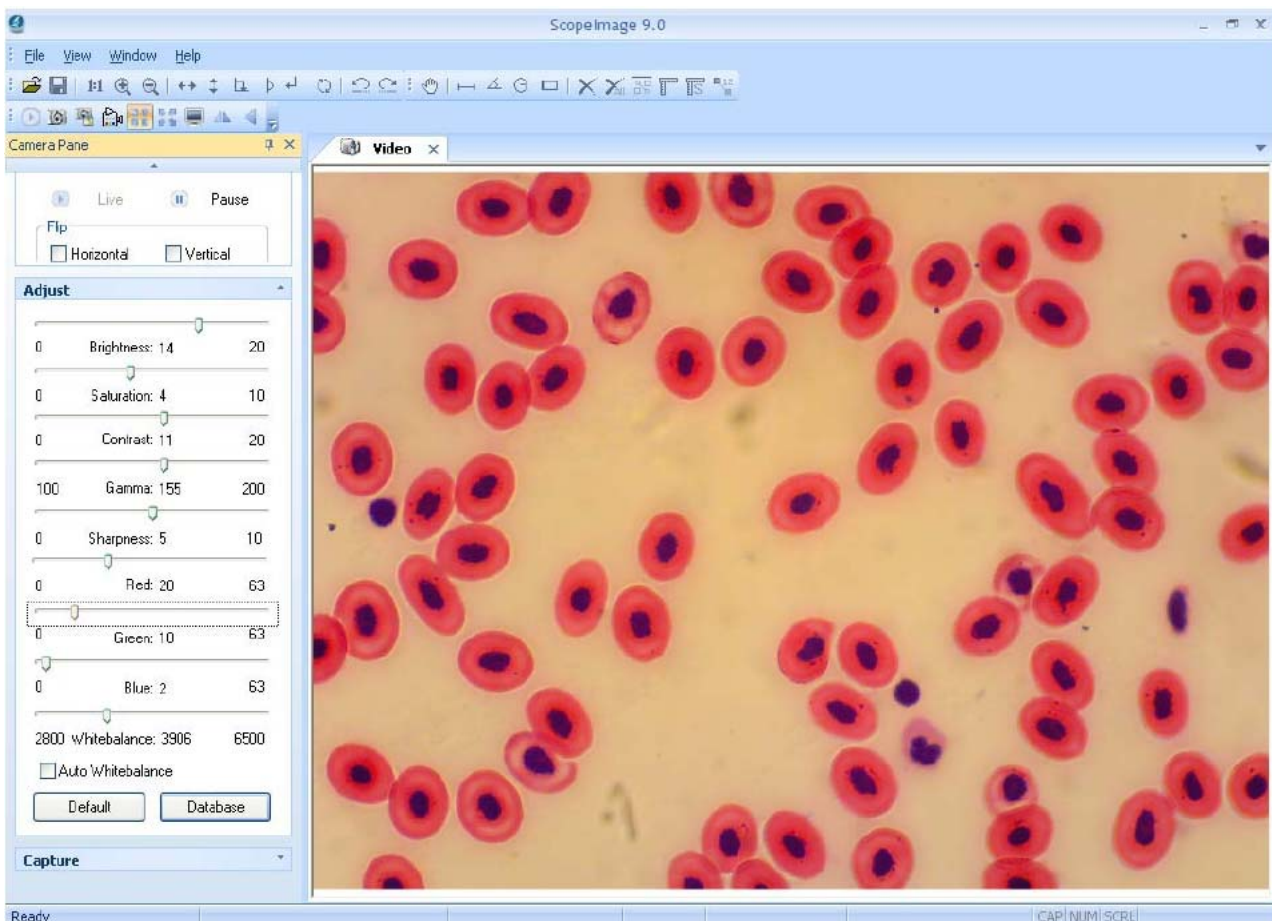 ScopeImage 9.0
File View Window Help
1:1
Camera Pane
Video
Live Pause
Flip
Horizontal Vertical
Adjust
0 Brightness: 14 20
0 Saturation: 4 10
0 Contrast: 11 20
100 Gamma: 155 200
0 Sharpness: 5 10
0 Red: 20 63
0 Green: 10 63
0 Blue: 2 63
2800 Whitebalance: 3906 6500
Auto Whitebalance
Default Database
Capture
Ready CAP NUM SCRL